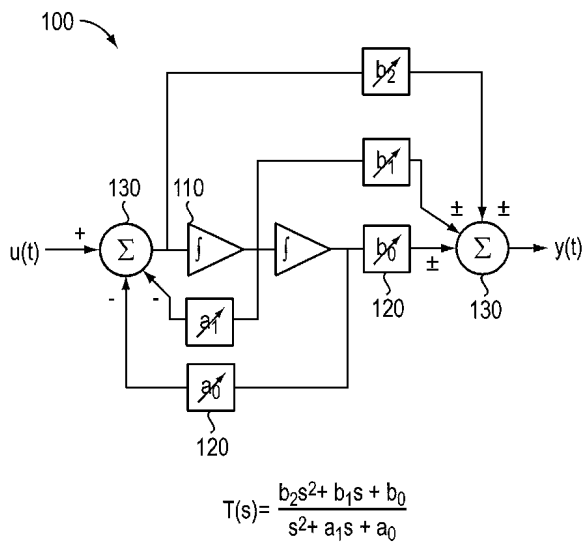 100
b₂
b₁
130
110
+
±
±
u(t)
Σ
∫
∫
b₀
±
Σ
y(t)
-
-
a₁
120
130
a₀
120
T(s)= b₂s²+ b₁s + b₀ / s²+ a₁s + a₀